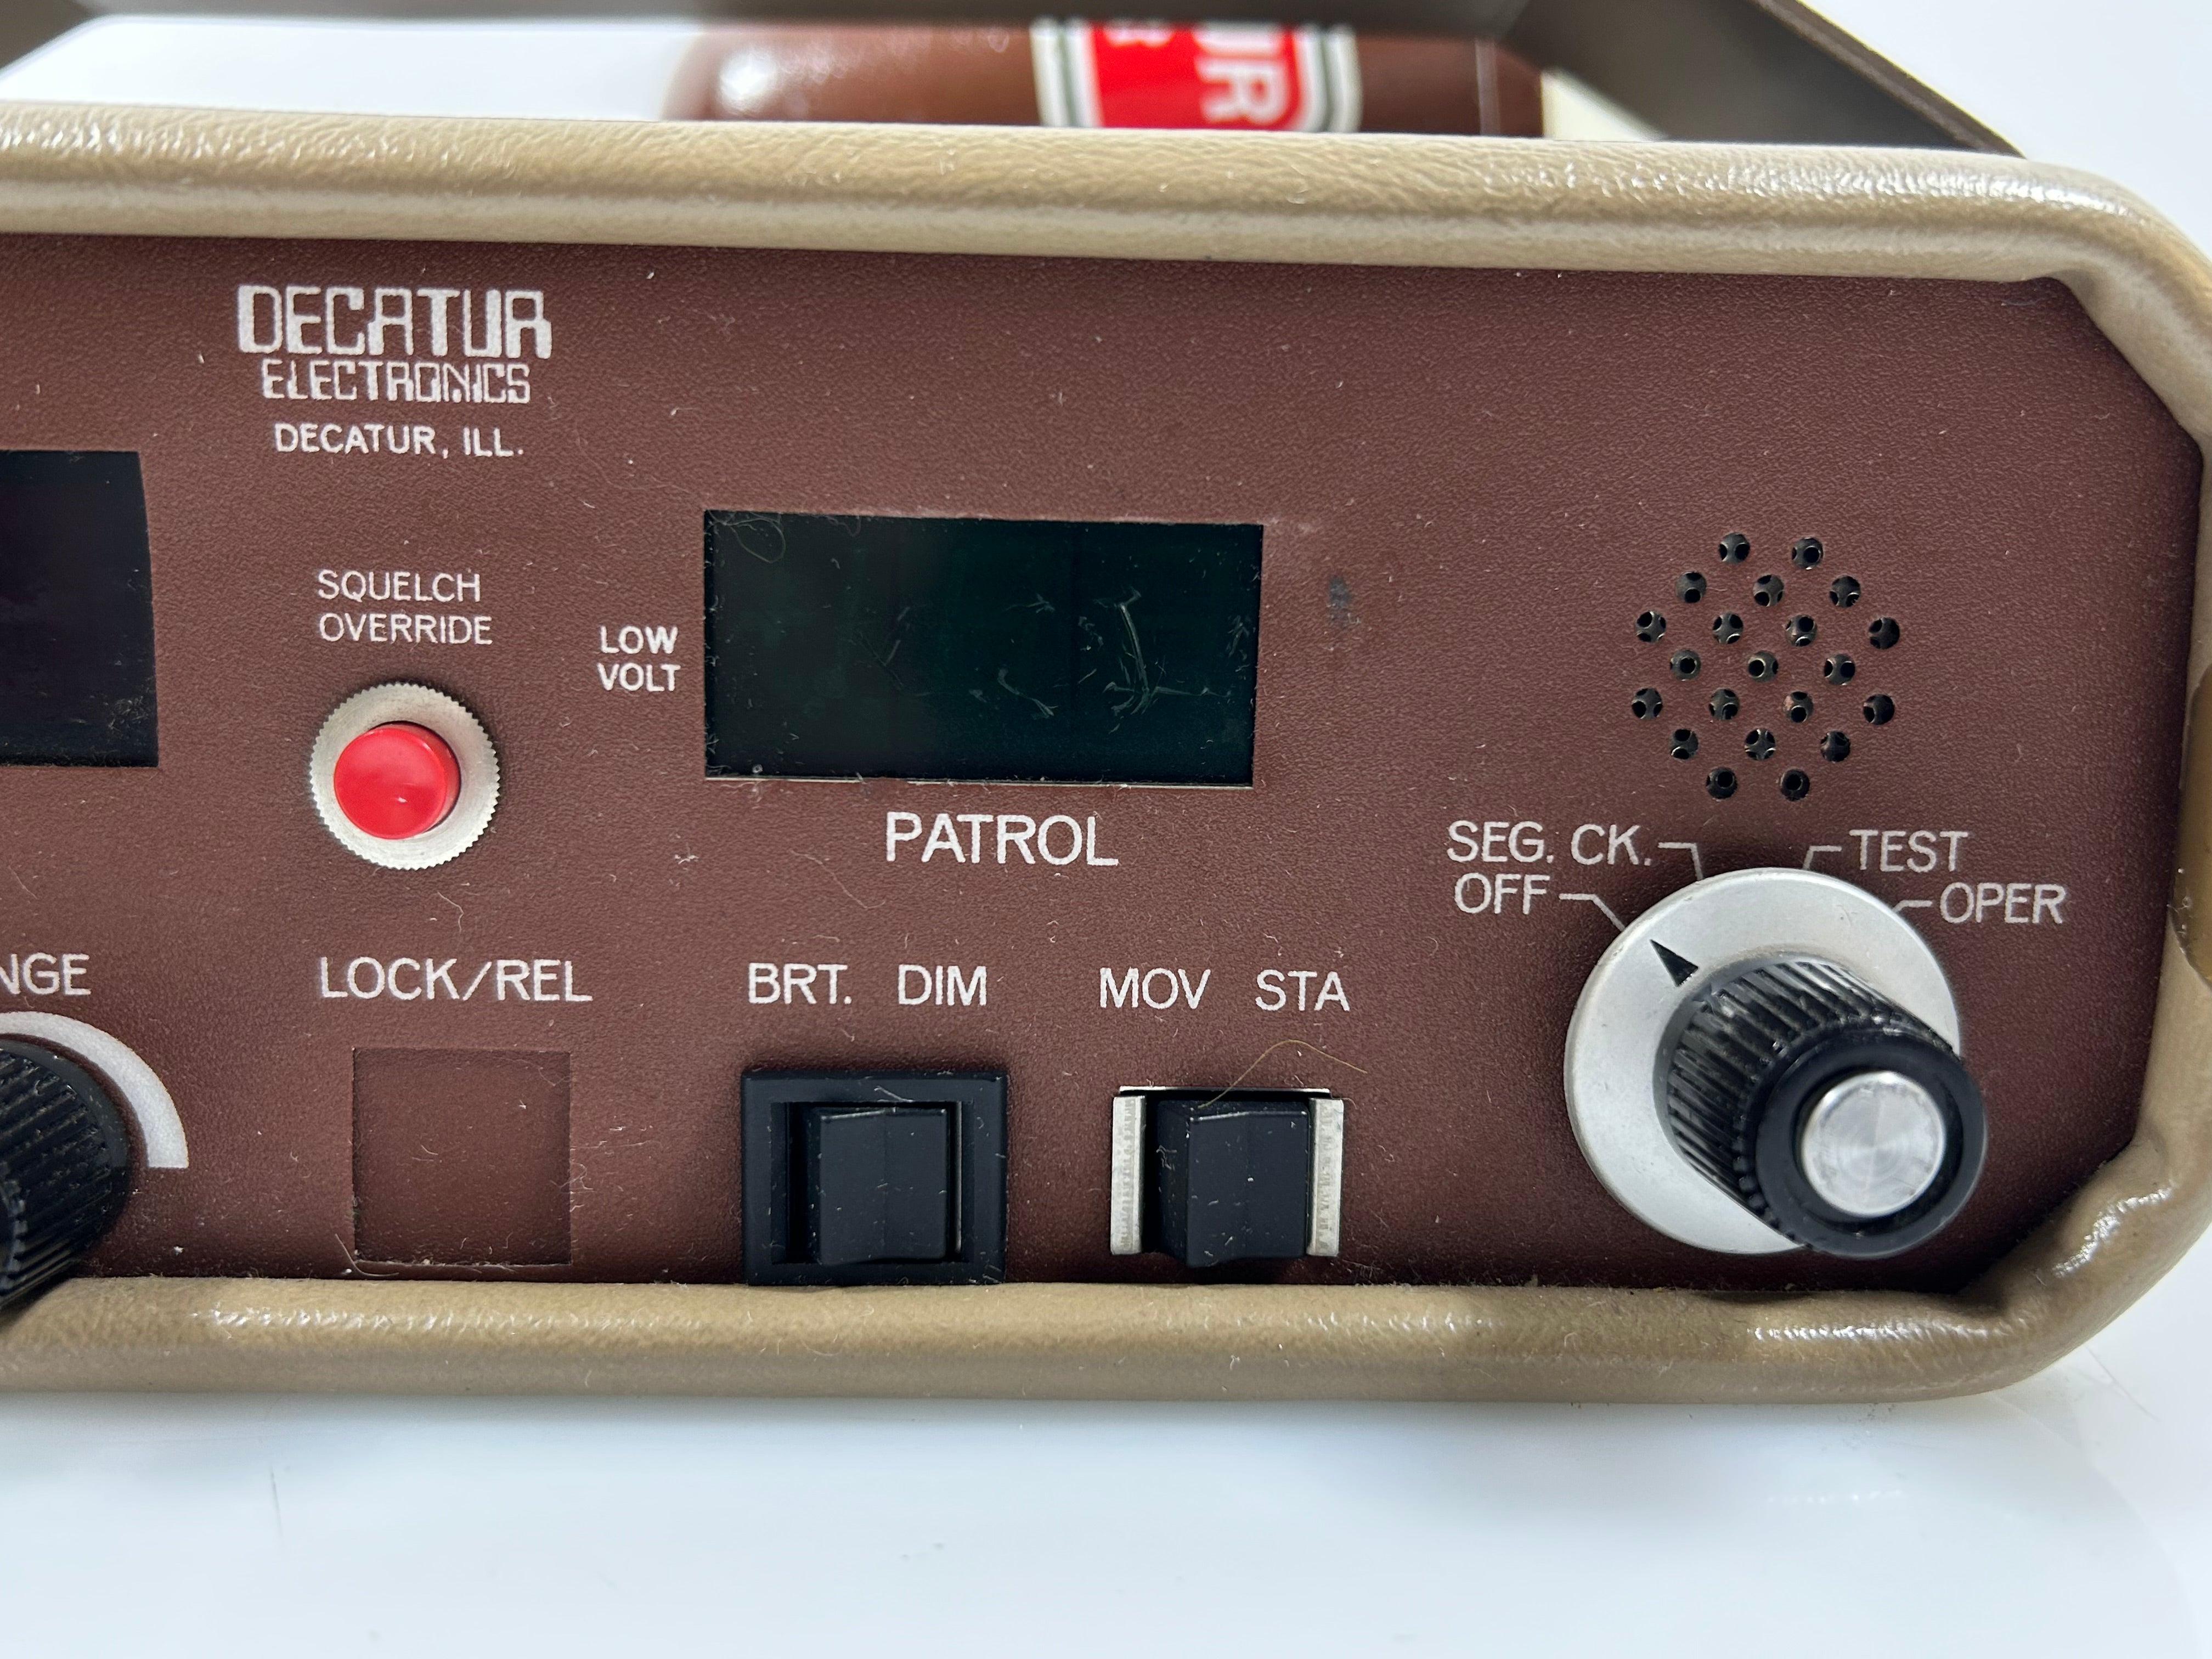 UR
DECATUR
ELECTRONICS
DECATUR, ILL.
SQUELCH
OVERRIDE
LOW
VOLT
PATROL
SEG. CK.
TEST
OFF
OPER
NGE
LOCK/REL
BRT. DIM
MOV STA